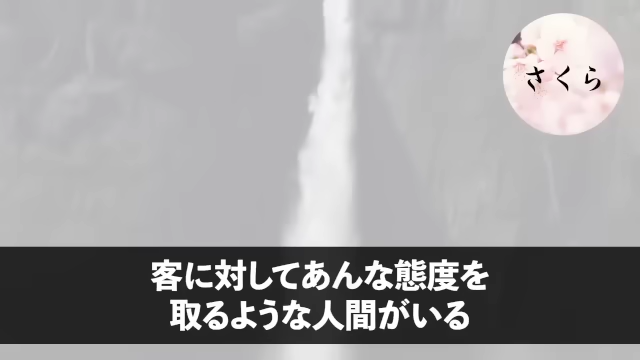 さくら
客に対してあんな態度を
取るような人間がいる